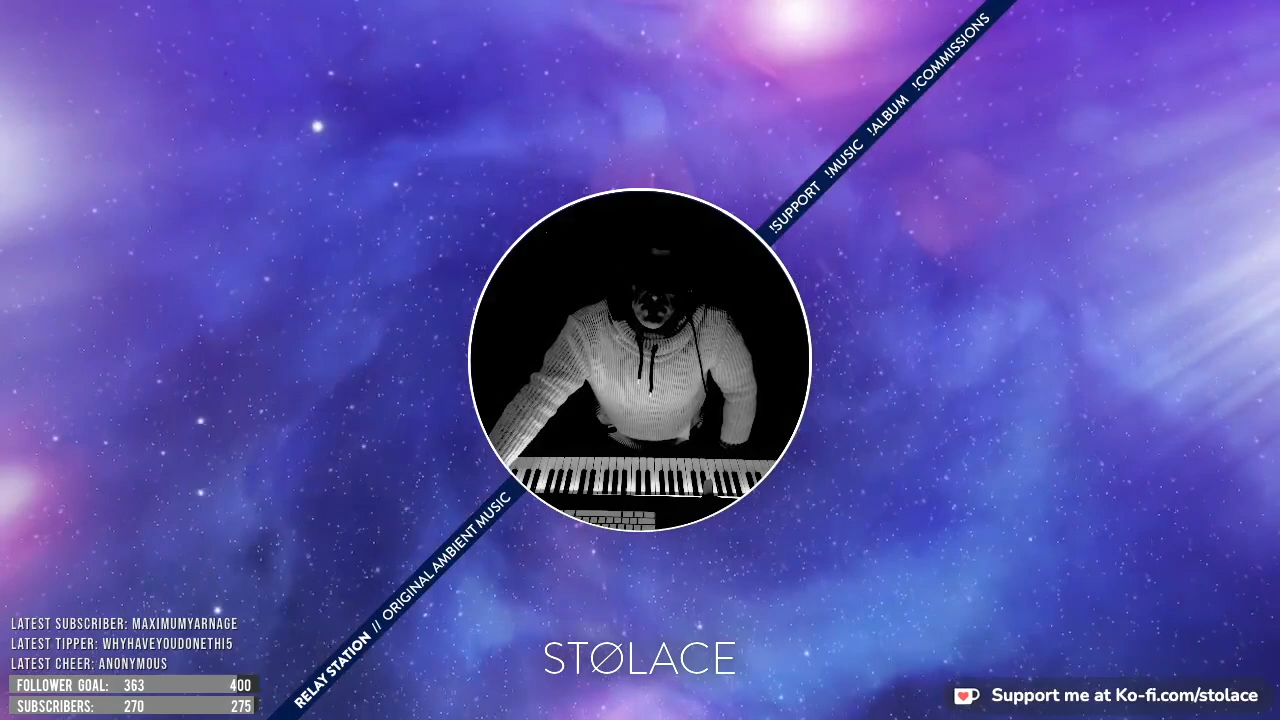 !SUPPORT !MUSIC !ALBUM !COMMISSIONS
RELAY STATION // ORIGINAL AMBIENT MUSIC
STØLACE
LATEST SUBSCRIBER: MAXIMUMYARNAGE
LATEST TIPPER: WHYHAVEYOUDONETHI5
LATEST CHEER: ANONYMOUS
FOLLOWER GOAL: 363 400
SUBSCRIBERS: 270 275
Support me at Ko-fi.com/stolace